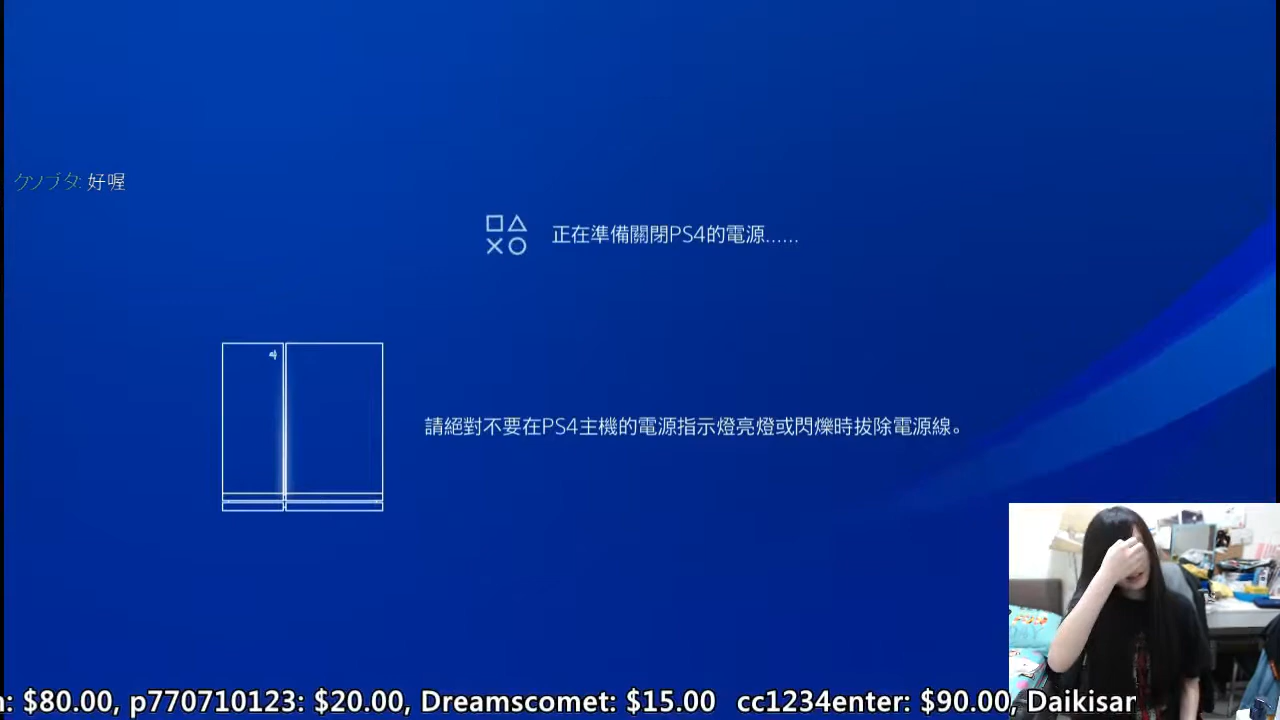 クソブタ: 好喔
正在準備關閉PS4的電源......
請絕對不要在PS4主機的電源指示燈亮燈或閃爍時拔除電源線。
: $80.00, p770710123: $20.00, Dreamscomet: $15.00 cc1234enter: $90.00, Daikisar